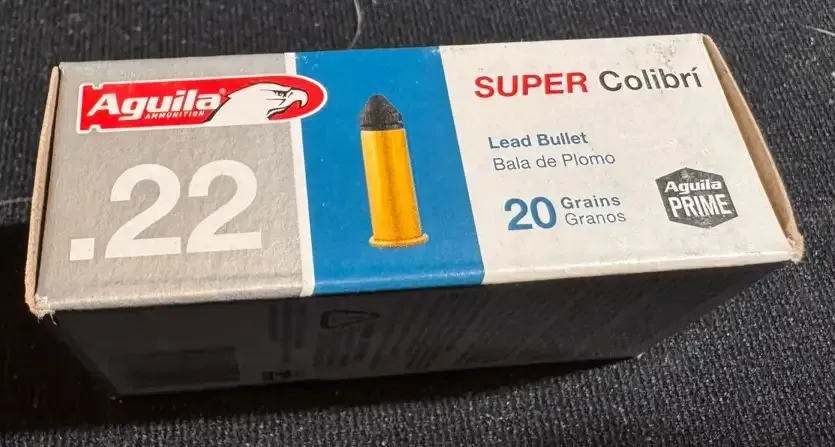 Aguila®
AMMUNITION
.22
SUPER Colibrí
Lead Bullet
Bala de Plomo
20 Grains
Granos
Aguila
PRIME